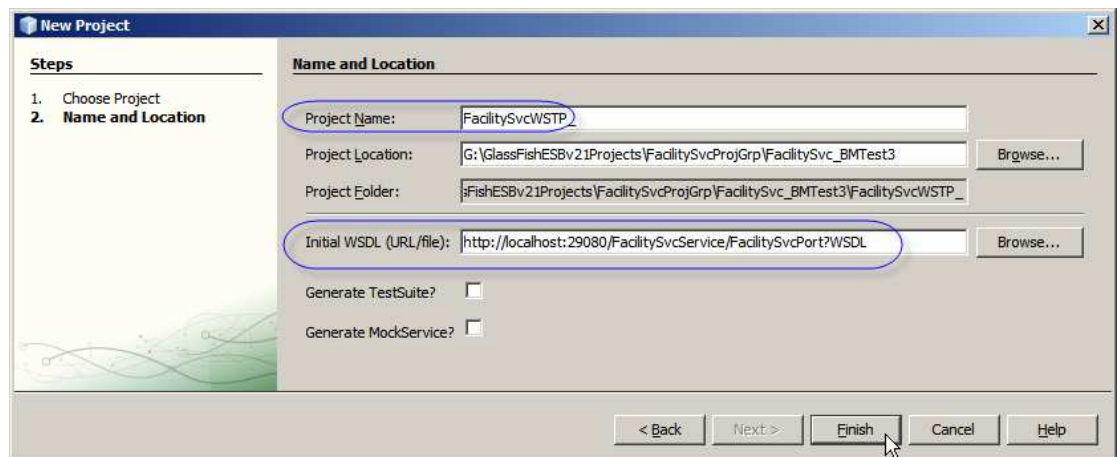 New Project
Steps
1. Choose Project
2. Name and Location
Name and Location
Project Name: FacilitySvcWSTP_
Project Location: G:\GlassFishESBv21Projects\FacilitySvcProjGrp\FacilitySvc_BMTest3 Browse...
Project Folder: sFishESBv21Projects\FacilitySvcProjGrp\FacilitySvc_BMTest3\FacilitySvcWSTP_
Initial WSDL (URL/file): http://localhost:29080/FacilitySvcService/FacilitySvcPort?WSDL Browse...
Generate TestSuite?
Generate MockService?
< Back Next > Finish Cancel Help